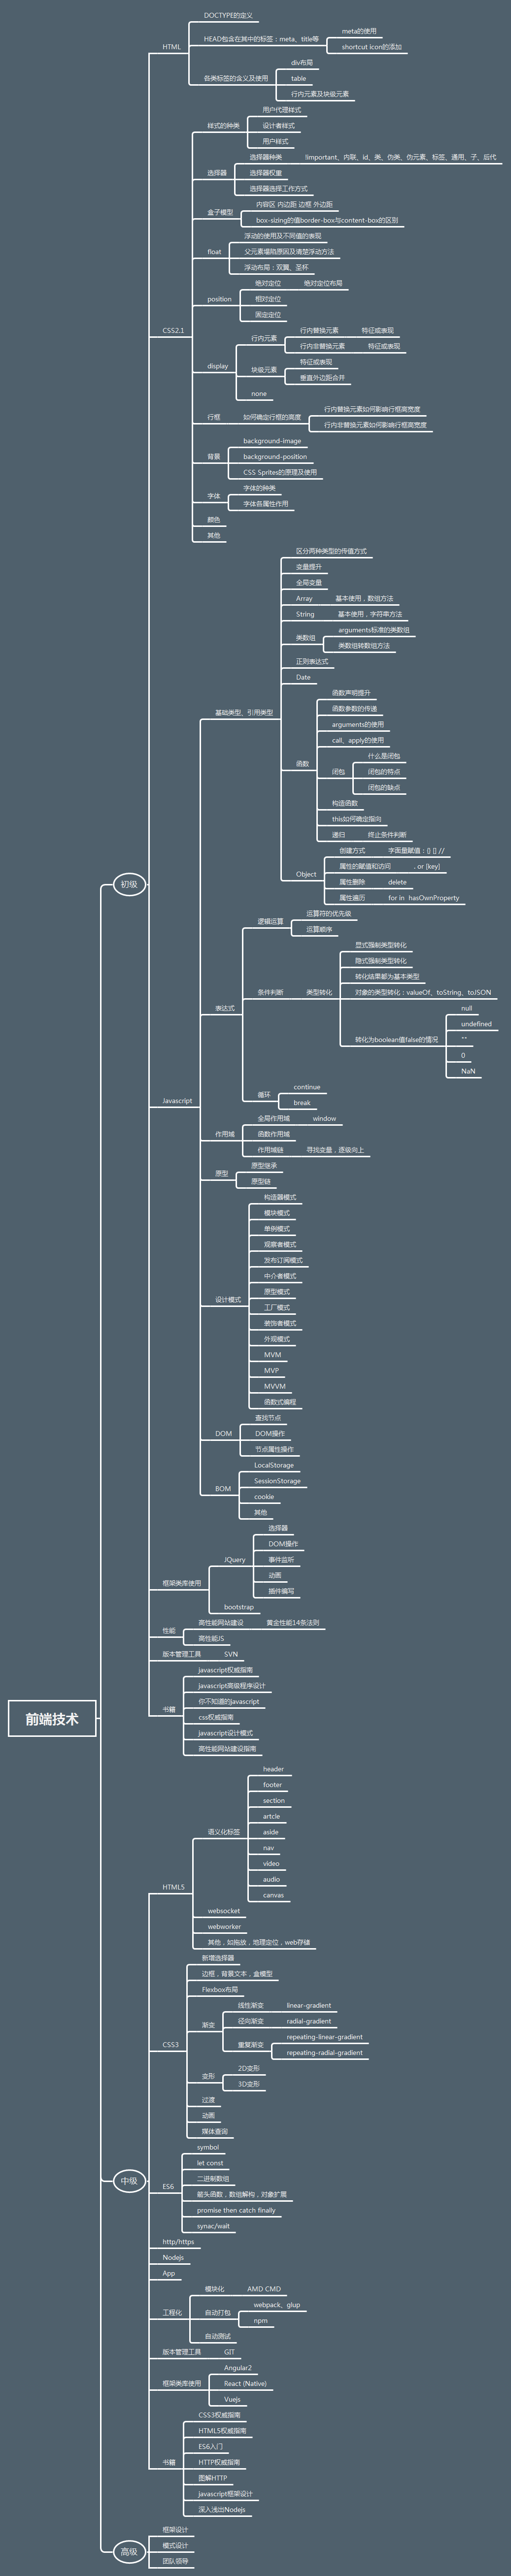 前端技术
初级
HTML
DOCTYPE的定义
HEAD包含在其中的标签：meta、title等
meta的使用
shortcut icon的添加
各类标签的含义及使用
div布局
table
行内元素及块级元素
CSS2.1
样式的种类
用户代理样式
设计者样式
用户样式
选择器
选择器种类
!important、内联、id、类、伪类、伪元素、标签、通用、子、后代
选择器权重
选择器选择工作方式
盒子模型
内容区 内边距 边框 外边距
box-sizing的值border-box与content-box的区别
float
浮动的使用及不同值的表现
父元素塌陷原因及清楚浮动方法
浮动布局：双翼、圣杯
position
绝对定位
绝对定位布局
相对定位
固定定位
display
行内元素
行内替换元素
特征或表现
行内非替换元素
特征或表现
块级元素
特征或表现
垂直外边距合并
none
行框
如何确定行框的高度
行内替换元素如何影响行框高宽度
行内非替换元素如何影响行框高宽度
背景
background-image
background-position
CSS Sprites的原理及使用
字体
字体的种类
字体各属性作用
颜色
其他
Javascript
基础类型、引用类型
区分两种类型的传值方式
变量提升
全局变量
Array
基本使用，数组方法
String
基本使用，字符串方法
类数组
arguments标准的类数组
类数组转数组方法
正则表达式
Date
函数
函数声明提升
函数参数的传递
arguments的使用
call、apply的使用
闭包
什么是闭包
闭包的特点
闭包的缺点
构造函数
this如何确定指向
递归
终止条件判断
Object
创建方式
字面量赋值：{} [] //
属性的赋值和访问
. or [key]
属性删除
delete
属性遍历
for in hasOwnProperty
表达式
逻辑运算
运算符的优先级
运算顺序
条件判断
类型转化
显式强制类型转化
隐式强制类型转化
转化结果都为基本类型
对象的类型转化：valueOf、toString、toJSON
转化为boolean值false的情况
null
undefined
""
0
NaN
循环
continue
break
作用域
全局作用域
window
函数作用域
作用域链
寻找变量，逐级向上
原型
原型继承
原型链
设计模式
构造器模式
模块模式
单例模式
观察者模式
发布订阅模式
中介者模式
原型模式
工厂模式
装饰者模式
外观模式
MVM
MVP
MVVM
函数式编程
DOM
查找节点
DOM操作
节点属性操作
BOM
LocalStorage
SessionStorage
cookie
其他
框架类库使用
JQuery
选择器
DOM操作
事件监听
动画
插件编写
bootstrap
性能
高性能网站建设
黄金性能14条法则
高性能JS
版本管理工具
SVN
书籍
javascript权威指南
javascript高级程序设计
你不知道的javascript
css权威指南
javascript设计模式
高性能网站建设指南
中级
HTML5
语义化标签
header
footer
section
artcle
aside
nav
video
audio
canvas
websocket
webworker
其他，如拖放，地理定位，web存储
CSS3
新增选择器
边框，背景文本，盒模型
Flexbox布局
渐变
线性渐变
linear-gradient
径向渐变
radial-gradient
重复渐变
repeating-linear-gradient
repeating-radial-gradient
变形
2D变形
3D变形
过渡
动画
媒体查询
ES6
symbol
let const
二进制数组
箭头函数，数组解构，对象扩展
promise then catch finally
synac/wait
http/https
Nodejs
App
工程化
模块化
AMD CMD
自动打包
webpack、glup
npm
自动测试
版本管理工具
GIT
框架类库使用
Angular2
React (Native)
Vuejs
书籍
CSS3权威指南
HTML5权威指南
ES6入门
HTTP权威指南
图解HTTP
javascript框架设计
深入浅出Nodejs
高级
框架设计
模式设计
团队领导